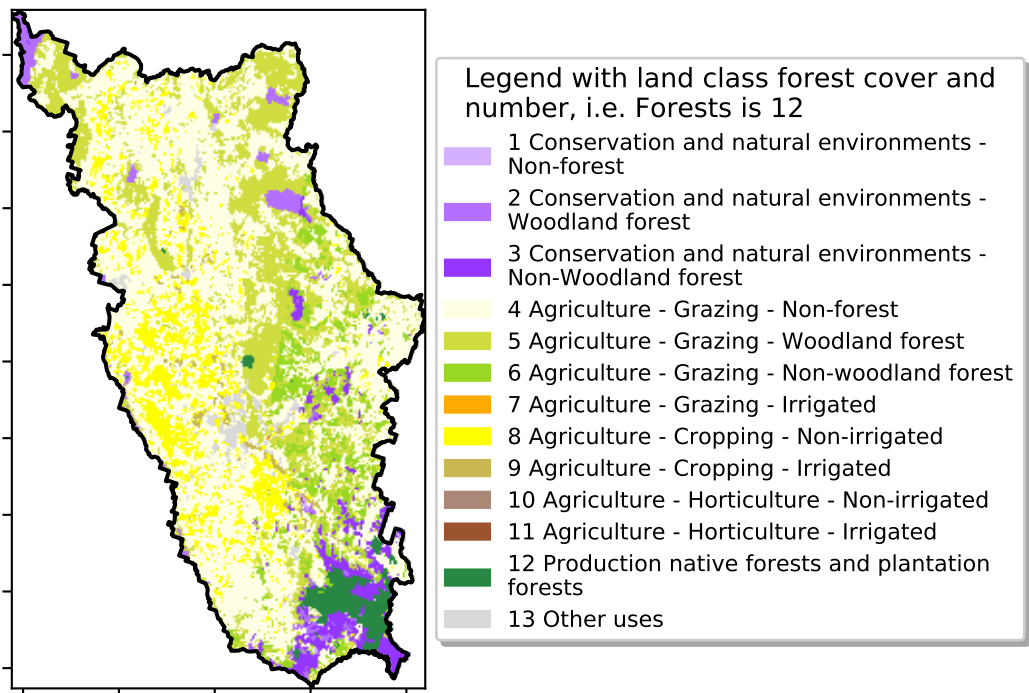 Legend with land class forest cover and
number, i.e. Forests is 12
1 Conservation and natural environments -
Non-forest
2 Conservation and natural environments -
Woodland forest
3 Conservation and natural environments -
Non-Woodland forest
4 Agriculture - Grazing - Non-forest
5 Agriculture - Grazing - Woodland forest
6 Agriculture - Grazing - Non-woodland forest
7 Agriculture - Grazing - Irrigated
8 Agriculture - Cropping - Non-irrigated
9 Agriculture - Cropping - Irrigated
10 Agriculture - Horticulture - Non-irrigated
11 Agriculture - Horticulture - Irrigated
12 Production native forests and plantation
forests
13 Other uses